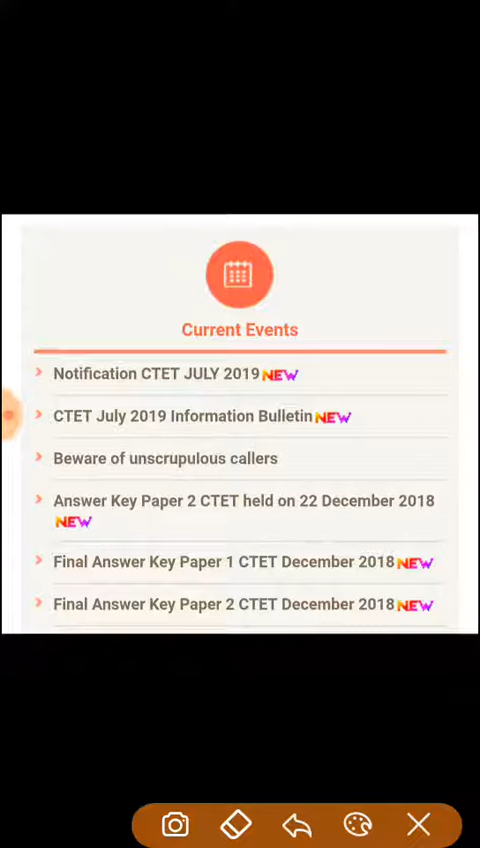 Current Events
Notification CTET JULY 2019 NEW
CTET July 2019 Information Bulletin NEW
Beware of unscrupulous callers
Answer Key Paper 2 CTET held on 22 December 2018
NEW
Final Answer Key Paper 1 CTET December 2018 NEW
Final Answer Key Paper 2 CTET December 2018 NEW